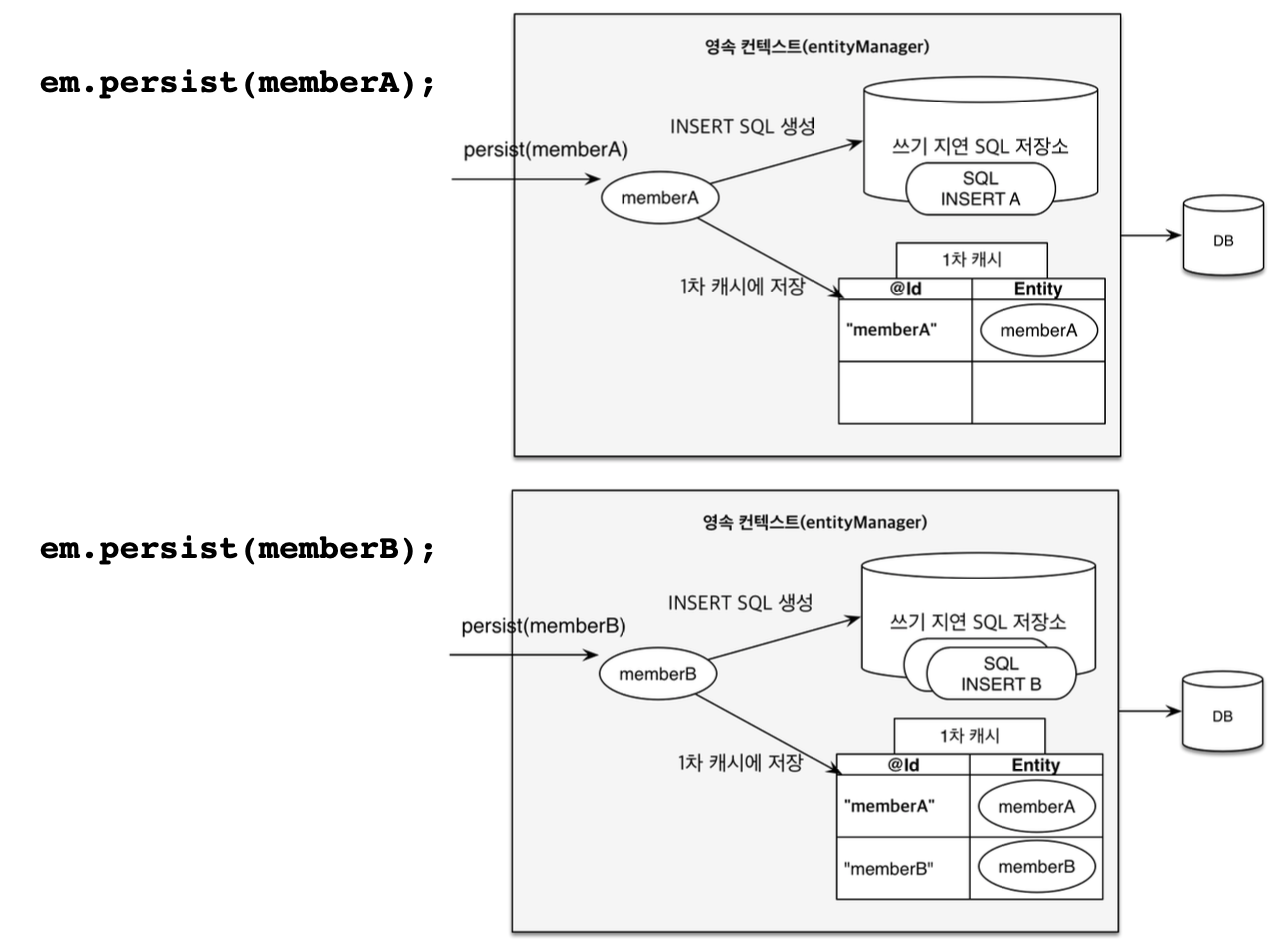 영속 컨텍스트(entityManager)
em.persist(memberA);
INSERT SQL 생성
persist(memberA)
쓰기 지연 SQL 저장소
SQL
INSERT A
memberA
DB
1차 캐시
1차 캐시에 저장
@Id
Entity
"memberA"
memberA
영속 컨텍스트(entityManager)
em.persist(memberB);
INSERT SQL 생성
persist(memberB)
쓰기 지연 SQL 저장소
SQL
INSERT B
memberB
DB
1차 캐시
1차 캐시에 저장
@Id
Entity
"memberA"
memberA
"memberB"
memberB